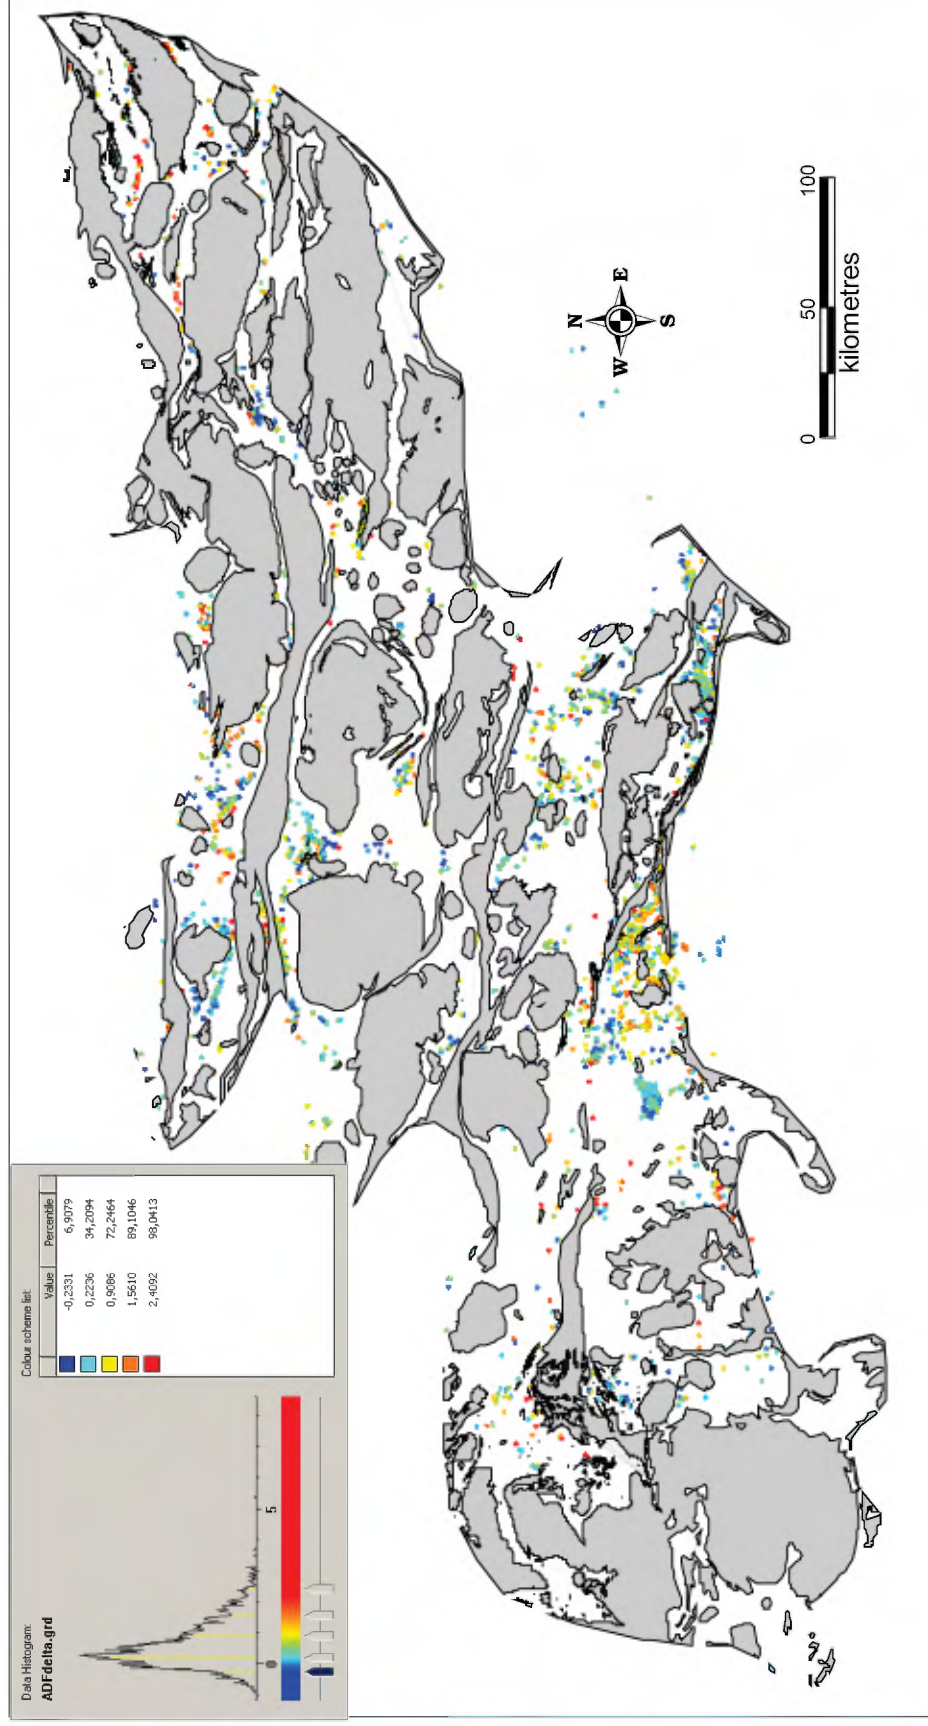 Data Histogram:
ADFdelta.grd
0
5
Colour scheme list:
Value Percentile
-0,2331 6,9079
0,2236 34,2094
0,9086 72,2464
1,5610 89,1046
2,4092 98,0413
N
W E
S
0 50 100
kilometres